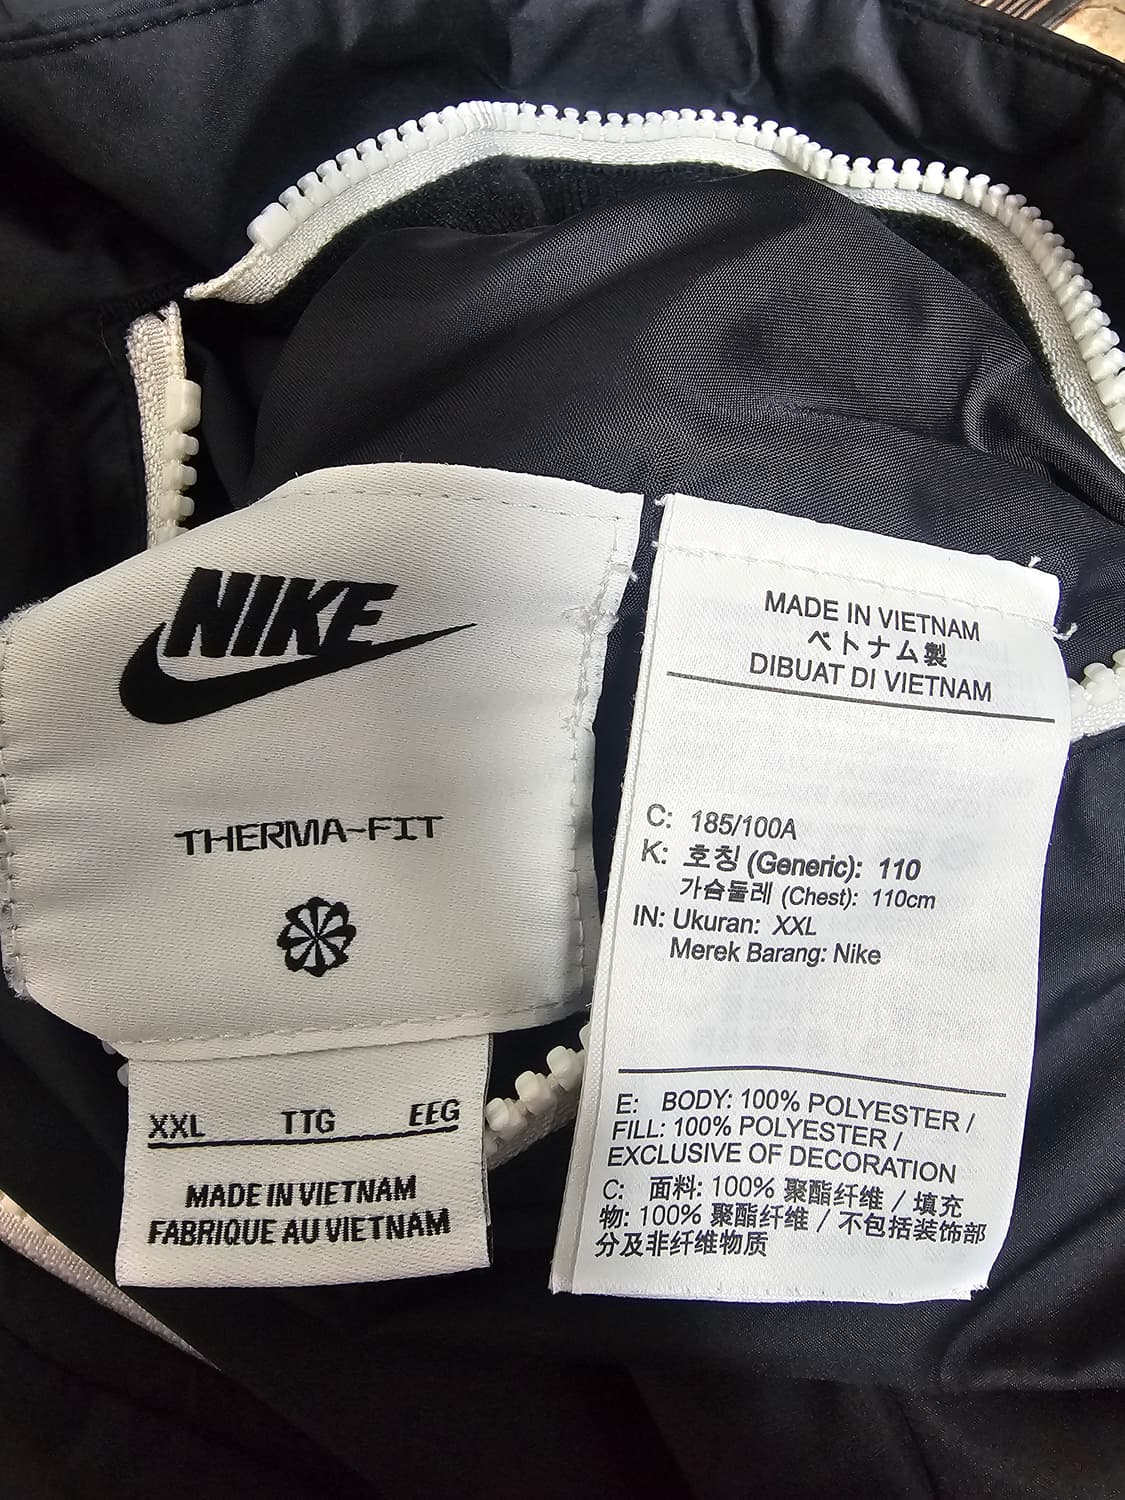 NIKE
THERMA-FIT
XXL TTG EEG
MADE IN VIETNAM
FABRIQUE AU VIETNAM
MADE IN VIETNAM
ベトナム製
DIBUAT DI VIETNAM
C: 185/100A
K: 호칭 (Generic): 110
가슴둘레 (Chest): 110cm
IN: Ukuran: XXL
Merek Barang: Nike
E: BODY: 100% POLYESTER /
FILL: 100% POLYESTER /
EXCLUSIVE OF DECORATION
C: 面料: 100% 聚酯纤维 / 填充
物: 100% 聚酯纤维 / 不包括装饰部
分及非纤维物质